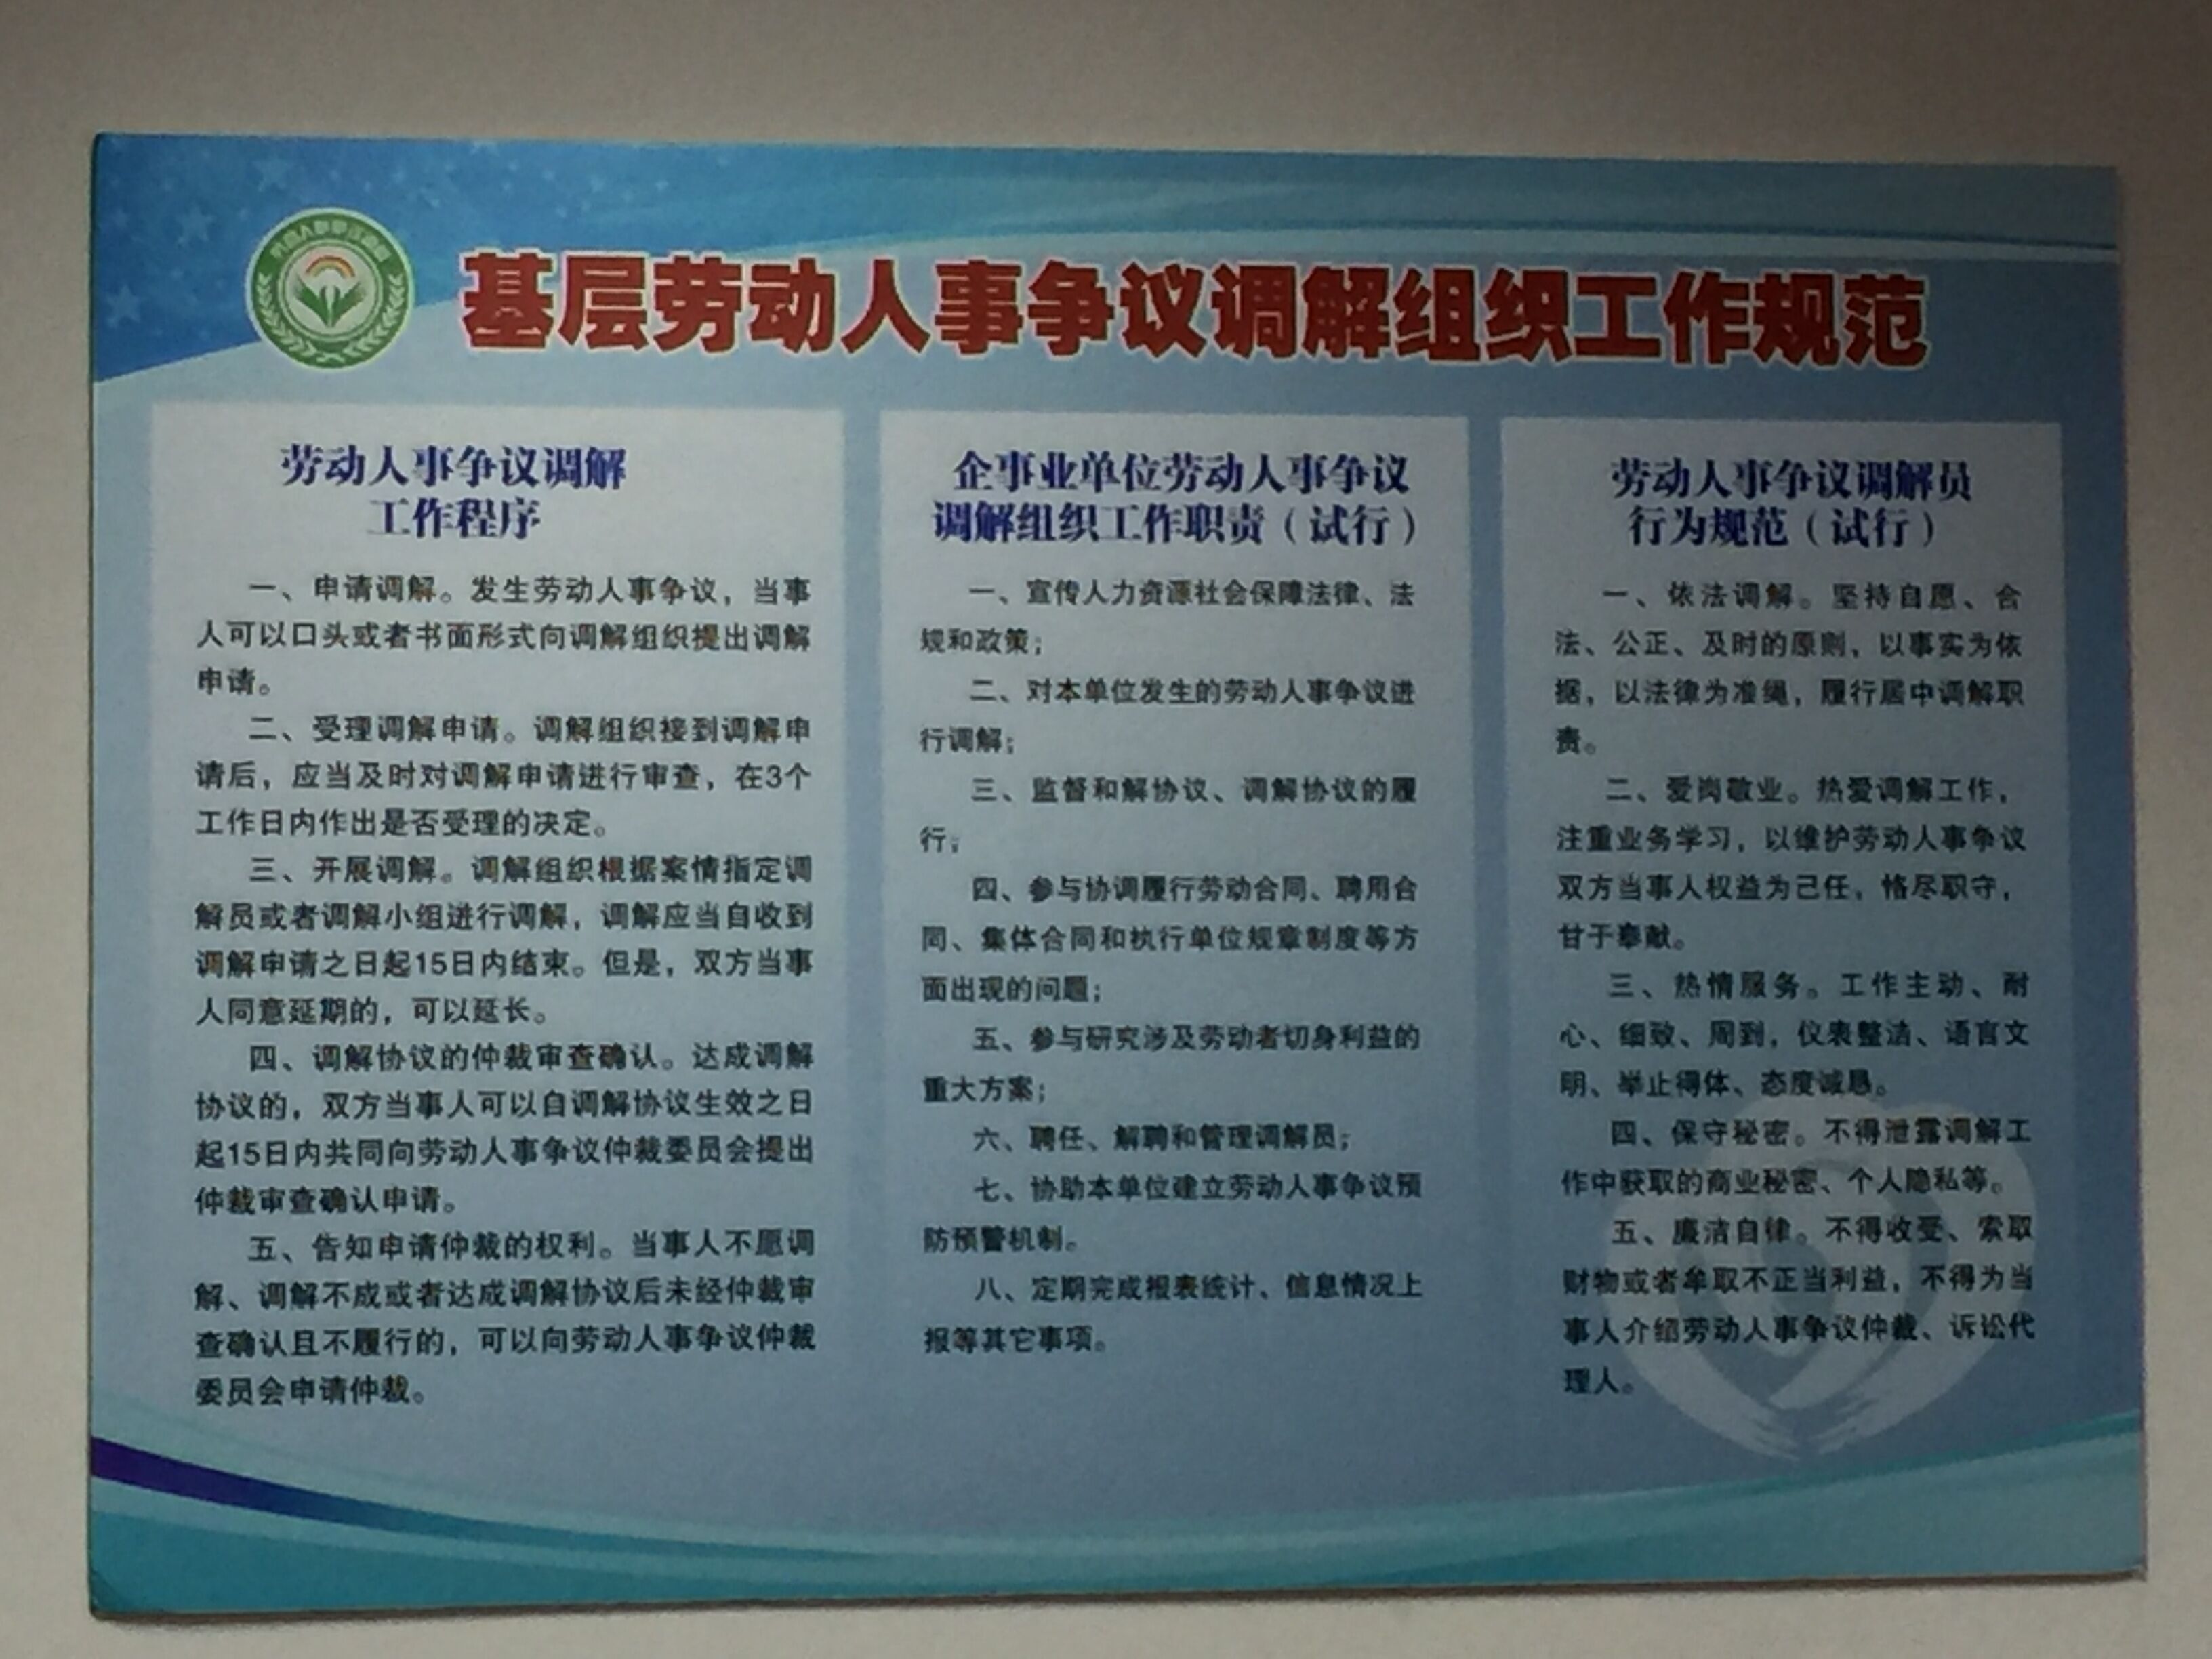 基层劳动人事争议调解组织工作规范
劳动人事争议调解
工作程序
一、申请调解。发生劳动人事争议，当事
人可以口头或者书面形式向调解组织提出调解
申请。
二、受理调解申请。调解组织接到调解申
请后，应当及时对调解申请进行审查，在3个
工作日内作出是否受理的决定。
三、开展调解。调解组织根据案情指定调
解员或者调解小组进行调解，调解应当自收到
调解申请之日起15日内结束。但是，双方当事
人同意延期的，可以延长。
四、调解协议的仲裁审查确认。达成调解
协议的，双方当事人可以自调解协议生效之日
起15日内共同向劳动人事争议仲裁委员会提出
仲裁审查确认申请。
五、告知申请仲裁的权利。当事人不愿调
解、调解不成或者达成调解协议后未经仲裁审
查确认且不履行的，可以向劳动人事争议仲裁
委员会申请仲裁。
企事业单位劳动人事争议
调解组织工作职责（试行）
一、宣传人力资源社会保障法律、法
规和政策；
二、对本单位发生的劳动人事争议进
行调解；
三、监督和解协议、调解协议的履
行；
四、参与协调履行劳动合同、聘用合
同、集体合同和执行单位规章制度等方
面出现的问题；
五、参与研究涉及劳动者切身利益的
重大方案；
六、聘任、解聘和管理调解员；
七、协助本单位建立劳动人事争议预
防预警机制。
八、定期完成报表统计、信息情况上
报等其它事项。
劳动人事争议调解员
行为规范（试行）
一、依法调解。坚持自愿、合
法、公正、及时的原则，以事实为依
据，以法律为准绳，履行居中调解职
责。
二、爱岗敬业。热爱调解工作，
注重业务学习，以维护劳动人事争议
双方当事人权益为己任，恪尽职守，
甘于奉献。
三、热情服务。工作主动、耐
心、细致、周到，仪表整洁、语言文
明、举止得体、态度诚恳。
四、保守秘密。不得泄露调解工
作中获取的商业秘密、个人隐私等。
五、廉洁自律。不得收受、索取
财物或者牟取不正当利益，不得为当
事人介绍劳动人事争议仲裁、诉讼代
理人。